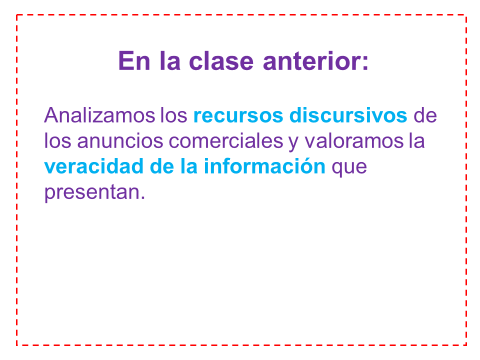 En la clase anterior:
Analizamos los recursos discursivos de
los anuncios comerciales y valoramos la
veracidad de la información que
presentan.